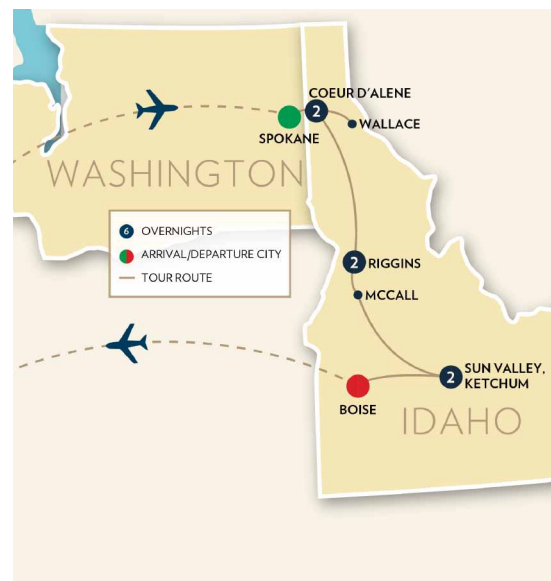 COEUR D'ALENE
2
WALLACE
SPOKANE
WASHINGTON
6 OVERNIGHTS
ARRIVAL/DEPARTURE CITY
TOUR ROUTE
2 RIGGINS
MCCALL
2 SUN VALLEY,
KETCHUM
BOISE
IDAHO